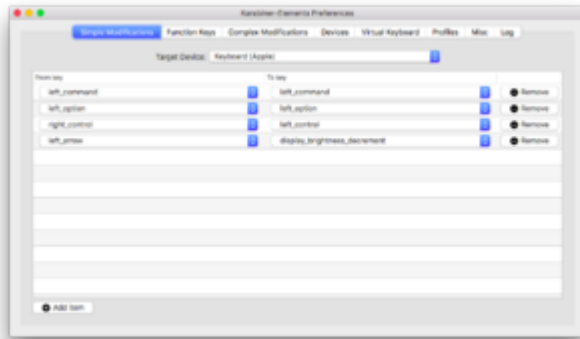 Karabiner-Elements Preferences
Simple Modifications Function Keys Complex Modifications Devices Virtual Keyboard Profiles Misc Log
Target Device: Keyboard (Apple)
From key To key
left_command left_command Remove
left_option left_option Remove
right_control left_control Remove
left_arrow display_brightness_decrement Remove
Add item